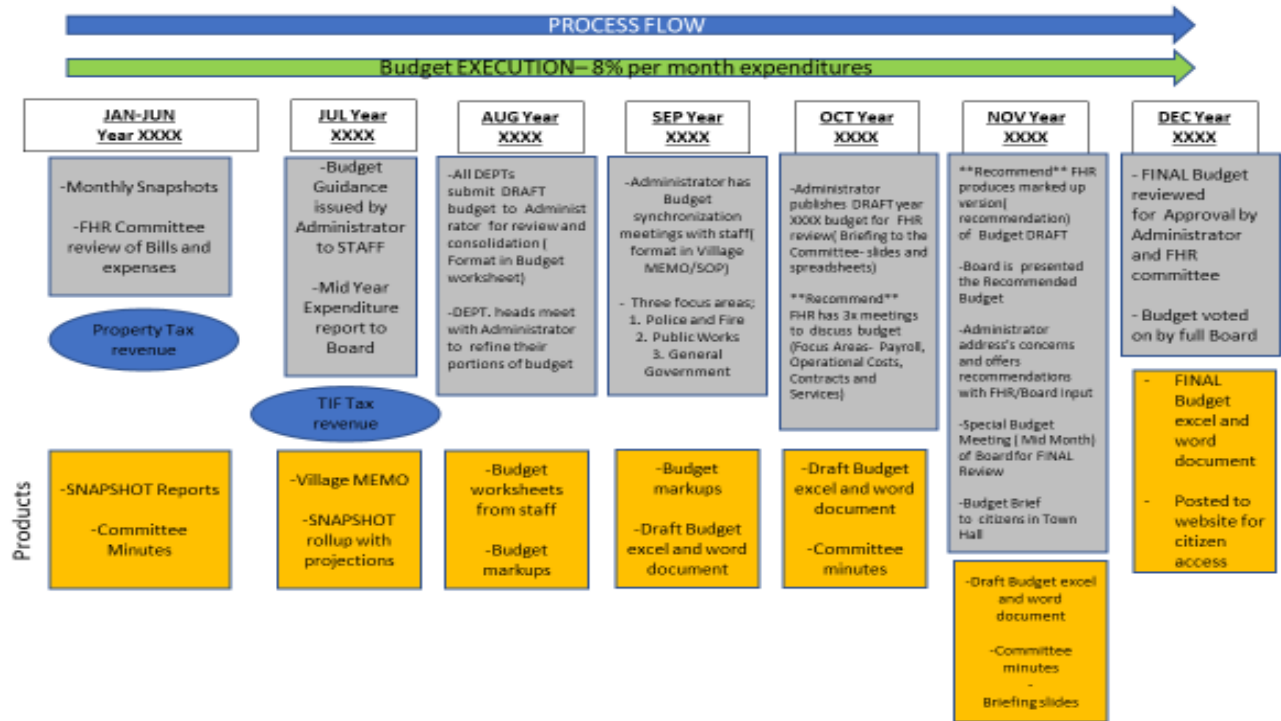 PROCESS FLOW
Budget EXECUTION– 8% per month expenditures
JAN-JUN
Year XXXX
-Monthly Snapshots
-FHR Committee
review of Bills and
expenses
Property Tax
revenue
-SNAPSHOT Reports
-Committee
Minutes
JUL Year
XXXX
-Budget
Guidance
issued by
Administrator
to STAFF
-Mid Year
Expenditure
report to
Board
TIF Tax
revenue
-Village MEMO
-SNAPSHOT
rollup with
projections
AUG Year
XXXX
-All DEPTs
submit DRAFT
budget to Administ
rator for review and
consolidation (
Format in Budget
worksheet)
-DEPT. heads meet
with Administrator
to refine their
portions of budget
-Budget
worksheets
from staff
-Budget
markups
SEP Year
XXXX
-Administrator has
Budget
synchronization
meetings with staff(
format in Village
MEMO/SOP)
- Three focus areas;
1. Police and Fire
2. Public Works
3. General
Government
-Budget
markups
-Draft Budget
excel and word
document
OCT Year
XXXX
-Administrator
publishes DRAFT year
XXXX budget for FHR
review( Briefing to the
Committee- slides and
spreadsheets)
**Recommend**
FHR has 3x meetings
to discuss budget
(Focus Areas- Payroll,
Operational Costs,
Contracts and
Services)
-Draft Budget
excel and word
document
-Committee
minutes
NOV Year
XXXX
**Recommend** FHR
produces marked up
version(
recommendation)
of Budget DRAFT
-Board is presented
the Recommended
Budget
-Administrator
address's concerns
and offers
recommendations
with FHR/Board input
-Special Budget
Meeting ( Mid Month)
of Board for FINAL
Review
-Budget Brief
to citizens in Town
Hall
-Draft Budget excel
and word
document
-Committee
minutes
-
Briefing slides
DEC Year
XXXX
- FINAL Budget
reviewed
for Approval by
Administrator
and FHR
committee
- Budget voted
on by full Board
- FINAL
Budget
excel and
word
document
- Posted to
website for
citizen
access
Products